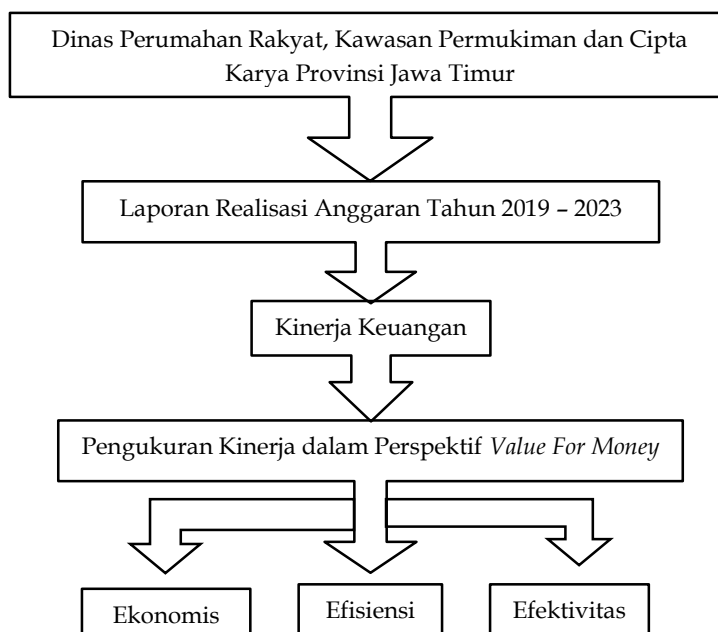 Dinas Perumahan Rakyat, Kawasan Permukiman dan Cipta
Karya Provinsi Jawa Timur
Laporan Realisasi Anggaran Tahun 2019 – 2023
Kinerja Keuangan
Pengukuran Kinerja dalam Perspektif Value For Money
Ekonomis
Efisiensi
Efektivitas